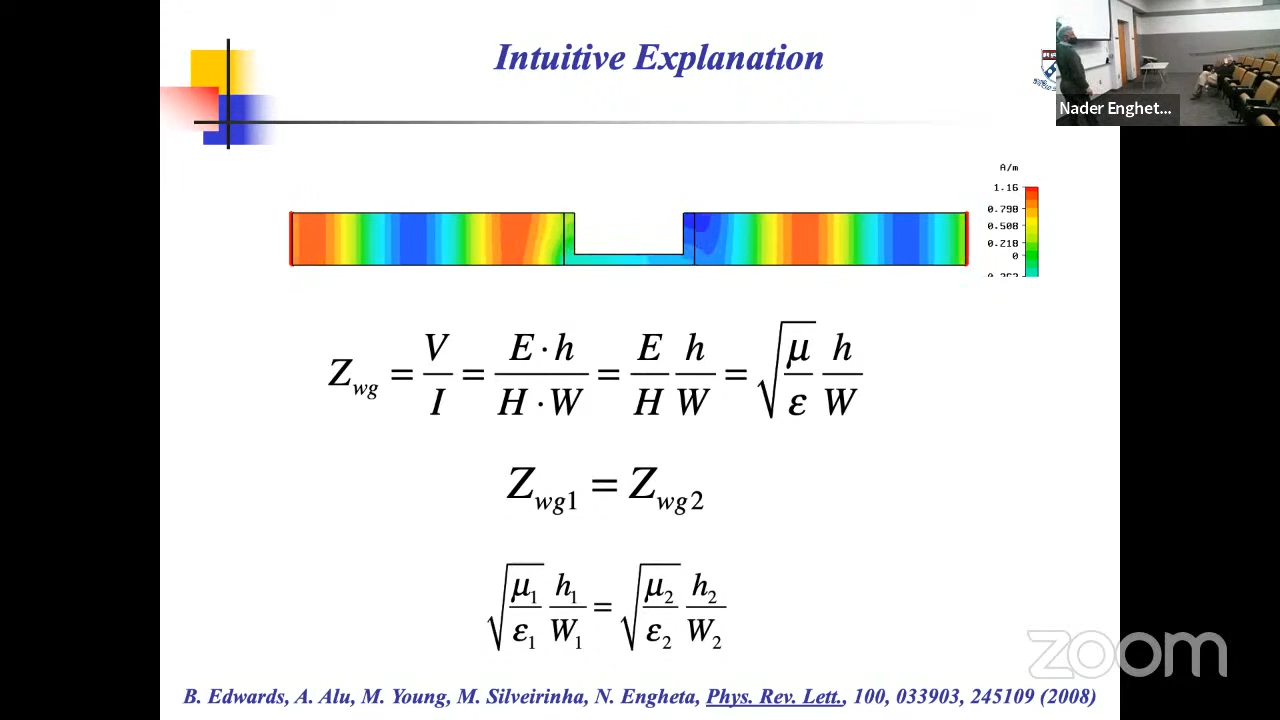 Intuitive Explanation
Nader Enghet...
A/m
1.16
0.798
0.508
0.218
0
Z_wg = V/I = E · h / H · W = E/H h/W = √(μ/ε) h/W
Z_wg1 = Z_wg2
√(μ₁/ε₁) h₁/W₁ = √(μ₂/ε₂) h₂/W₂
zoom
B. Edwards, A. Alu, M. Young, M. Silveirinha, N. Engheta, Phys. Rev. Lett., 100, 033903, 245109 (2008)